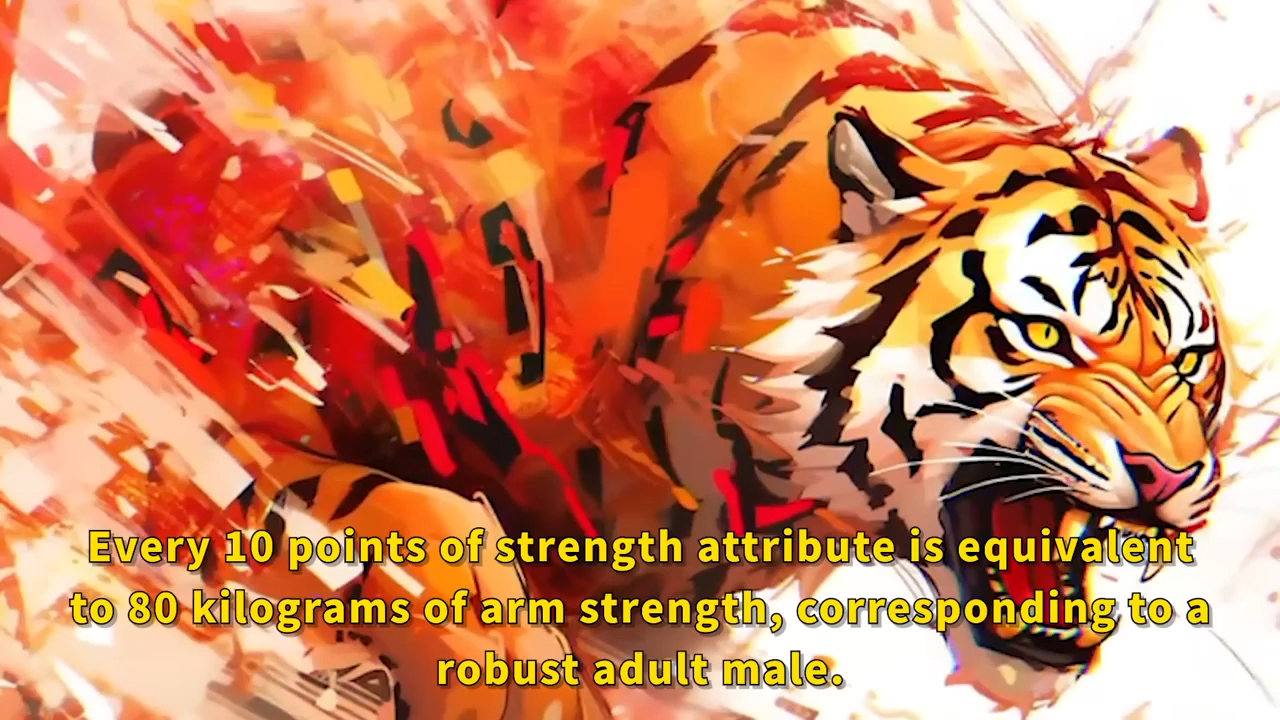 Every 10 points of strength attribute is equivalent
to 80 kilograms of arm strength, corresponding to a
robust adult male.